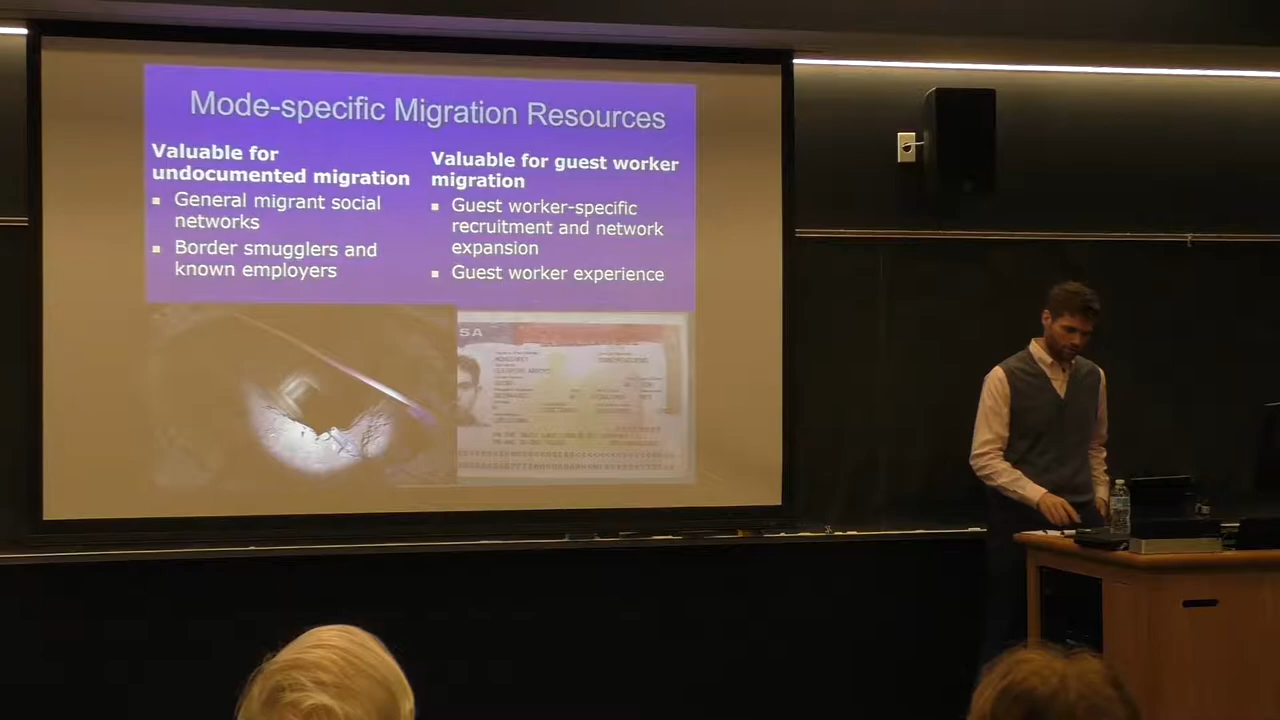 Mode-specific Migration Resources
Valuable for
undocumented migration
General migrant social
networks
Border smugglers and
known employers
Valuable for guest worker
migration
Guest worker-specific
recruitment and network
expansion
Guest worker experience
SA